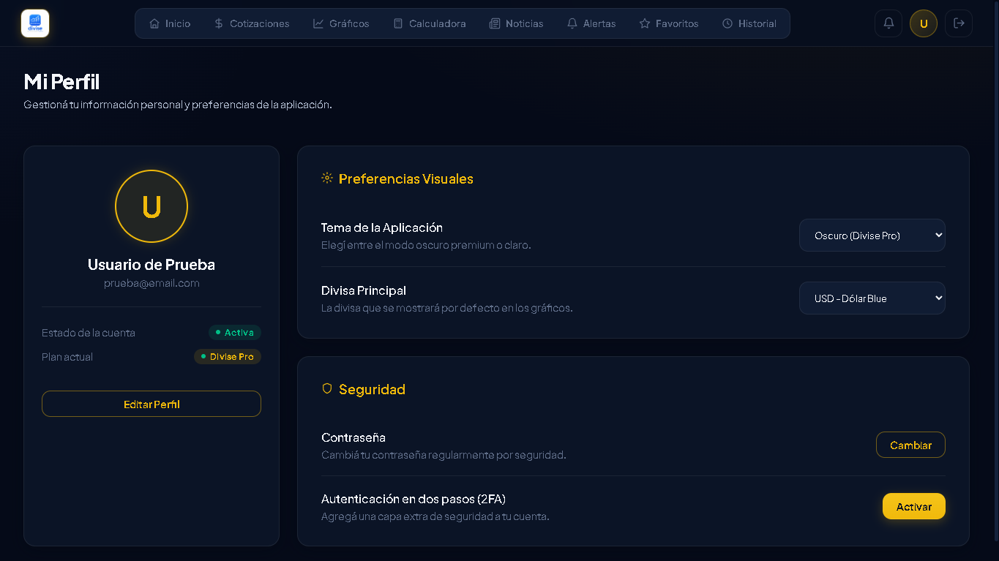 divise
Inicio
Cotizaciones
Gráficos
Calculadora
Noticias
Alertas
Favoritos
Historial
U
Mi Perfil
Gestioná tu información personal y preferencias de la aplicación.
U
Usuario de Prueba
prueba@email.com
Estado de la cuenta
Activa
Plan actual
Divise Pro
Editar Perfil
Preferencias Visuales
Tema de la Aplicación
Elegí entre el modo oscuro premium o claro.
Oscuro (Divise Pro)
Divisa Principal
La divisa que se mostrará por defecto en los gráficos.
USD - Dólar Blue
Seguridad
Contraseña
Cambiá tu contraseña regularmente por seguridad.
Cambiar
Autenticación en dos pasos (2FA)
Agregá una capa extra de seguridad a tu cuenta.
Activar